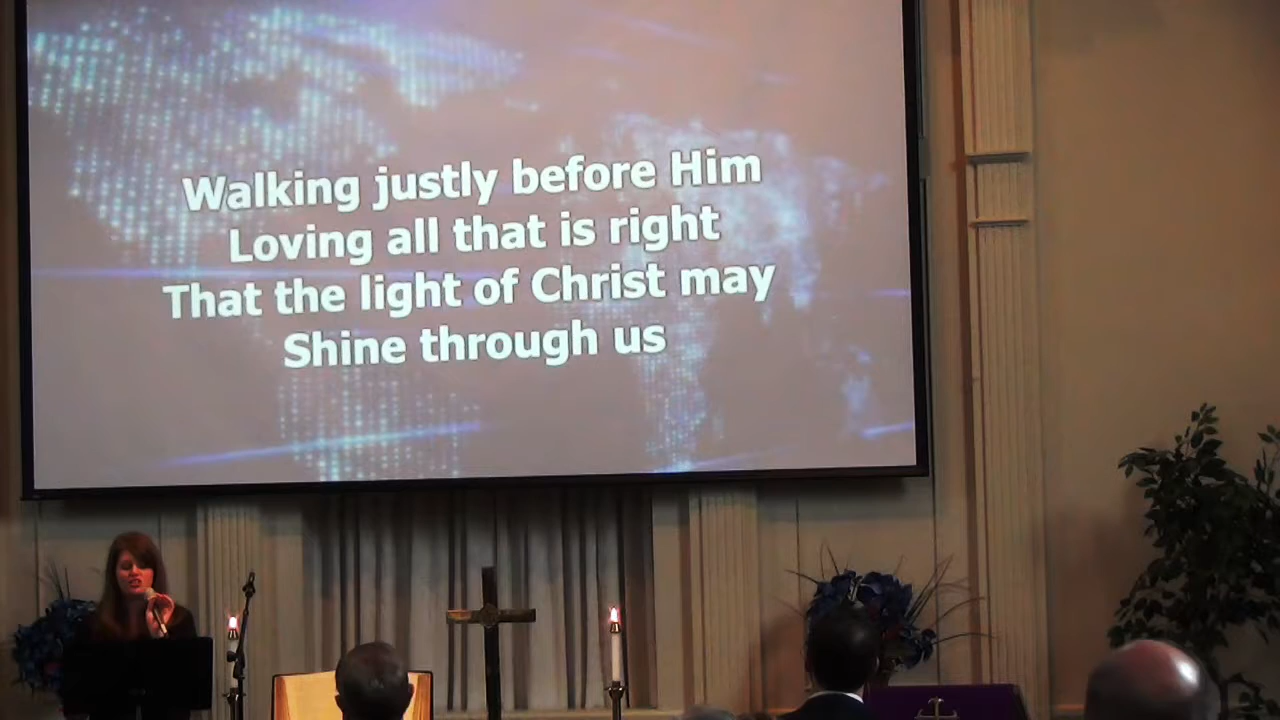 Walking justly before Him
Loving all that is right
That the light of Christ may
Shine through us